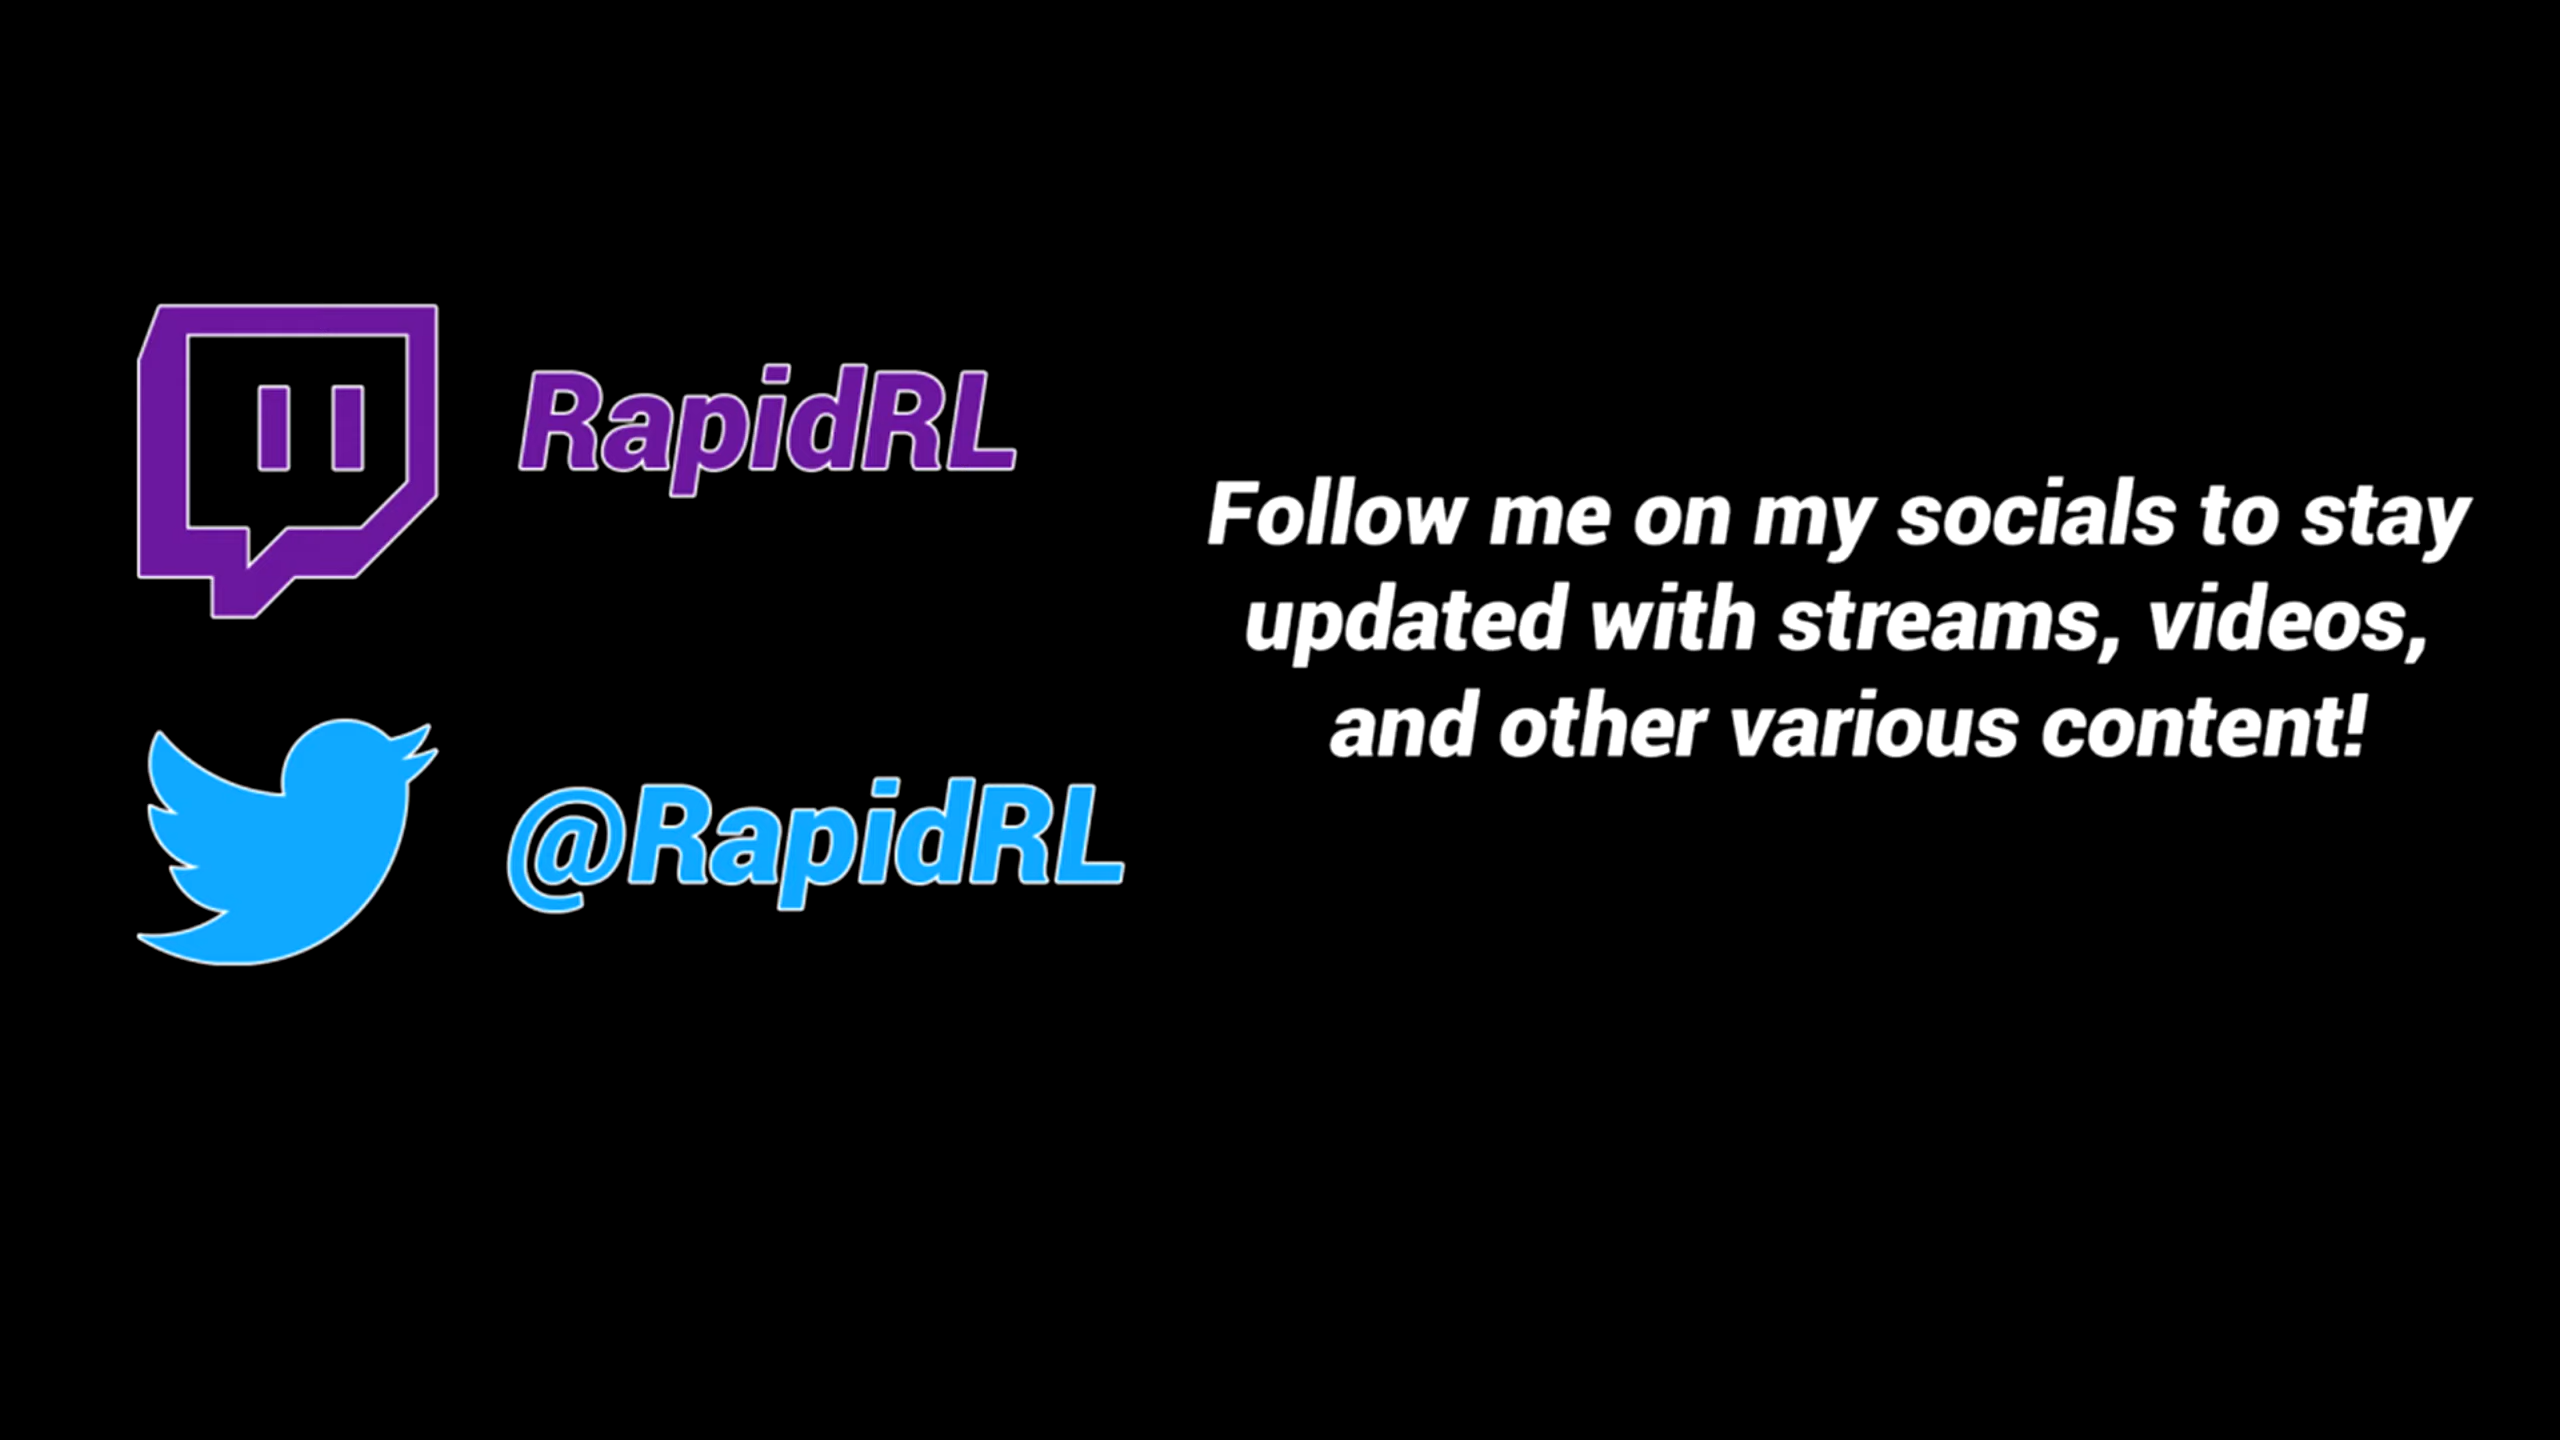 RapidRL
@RapidRL
Follow me on my socials to stay
updated with streams, videos,
and other various content!